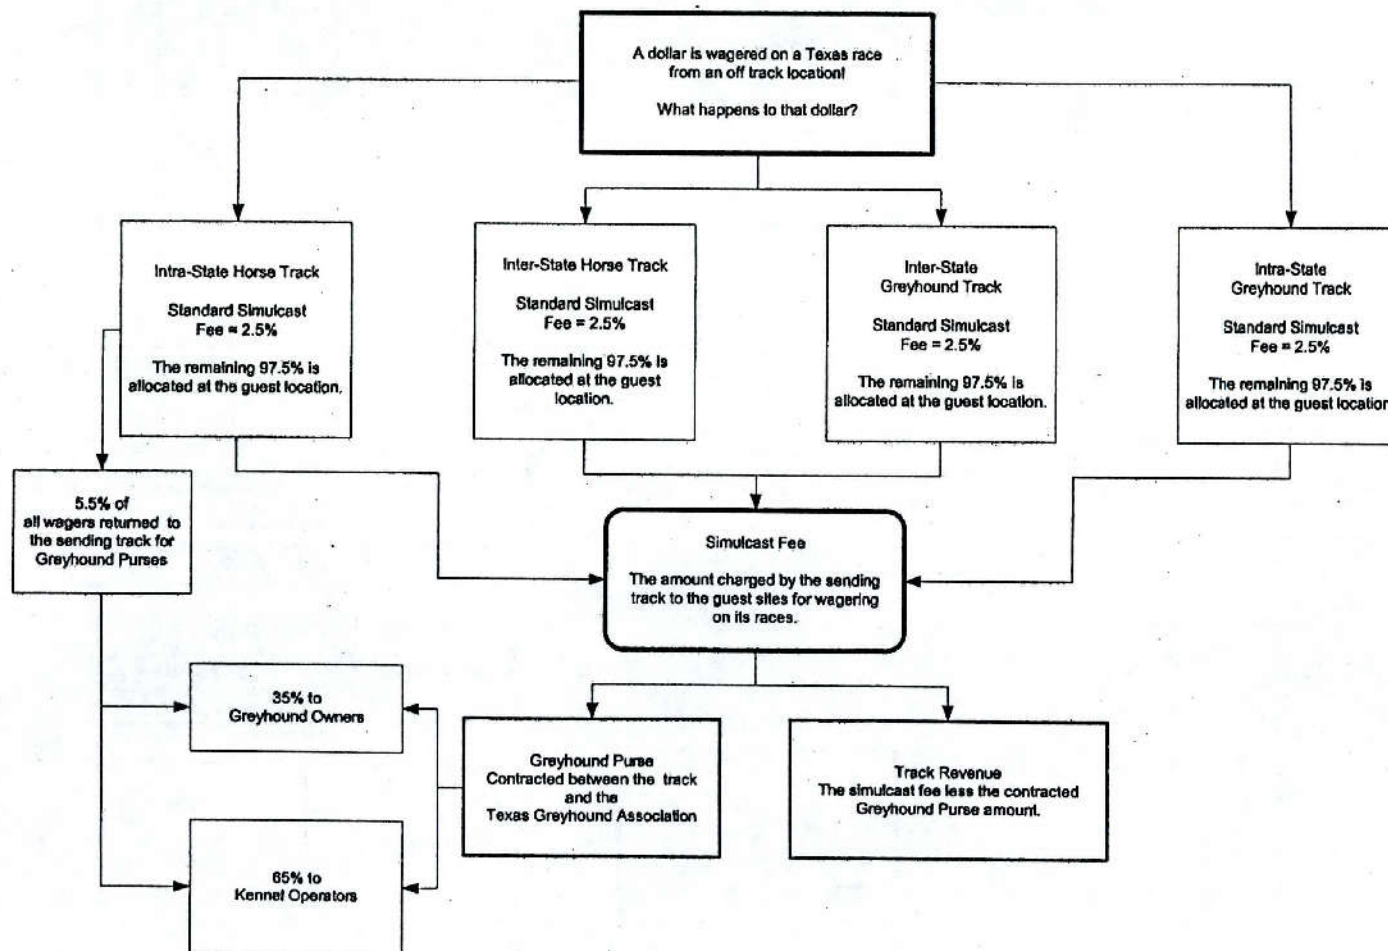 A dollar is wagered on a Texas race
from an off track location!
What happens to that dollar?
Intra-State Horse Track
Standard Simulcast
Fee = 2.5%
The remaining 97.5% is
allocated at the guest location.
Inter-State Horse Track
Standard Simulcast
Fee = 2.5%
The remaining 97.5% is
allocated at the guest
location.
Inter-State
Greyhound Track
Standard Simulcast
Fee = 2.5%
The remaining 97.5% is
allocated at the guest location.
Intra-State
Greyhound Track
Standard Simulcast
Fee = 2.5%
The remaining 97.5% is
allocated at the guest location
5.5% of
all wagers returned to
the sending track for
Greyhound Purses
Simulcast Fee
The amount charged by the sending
track to the guest sites for wagering
on its races.
35% to
Greyhound Owners
Greyhound Purse
Contracted between the track
and the
Texas Greyhound Association
Track Revenue
The simulcast fee less the contracted
Greyhound Purse amount.
65% to
Kennel Operators